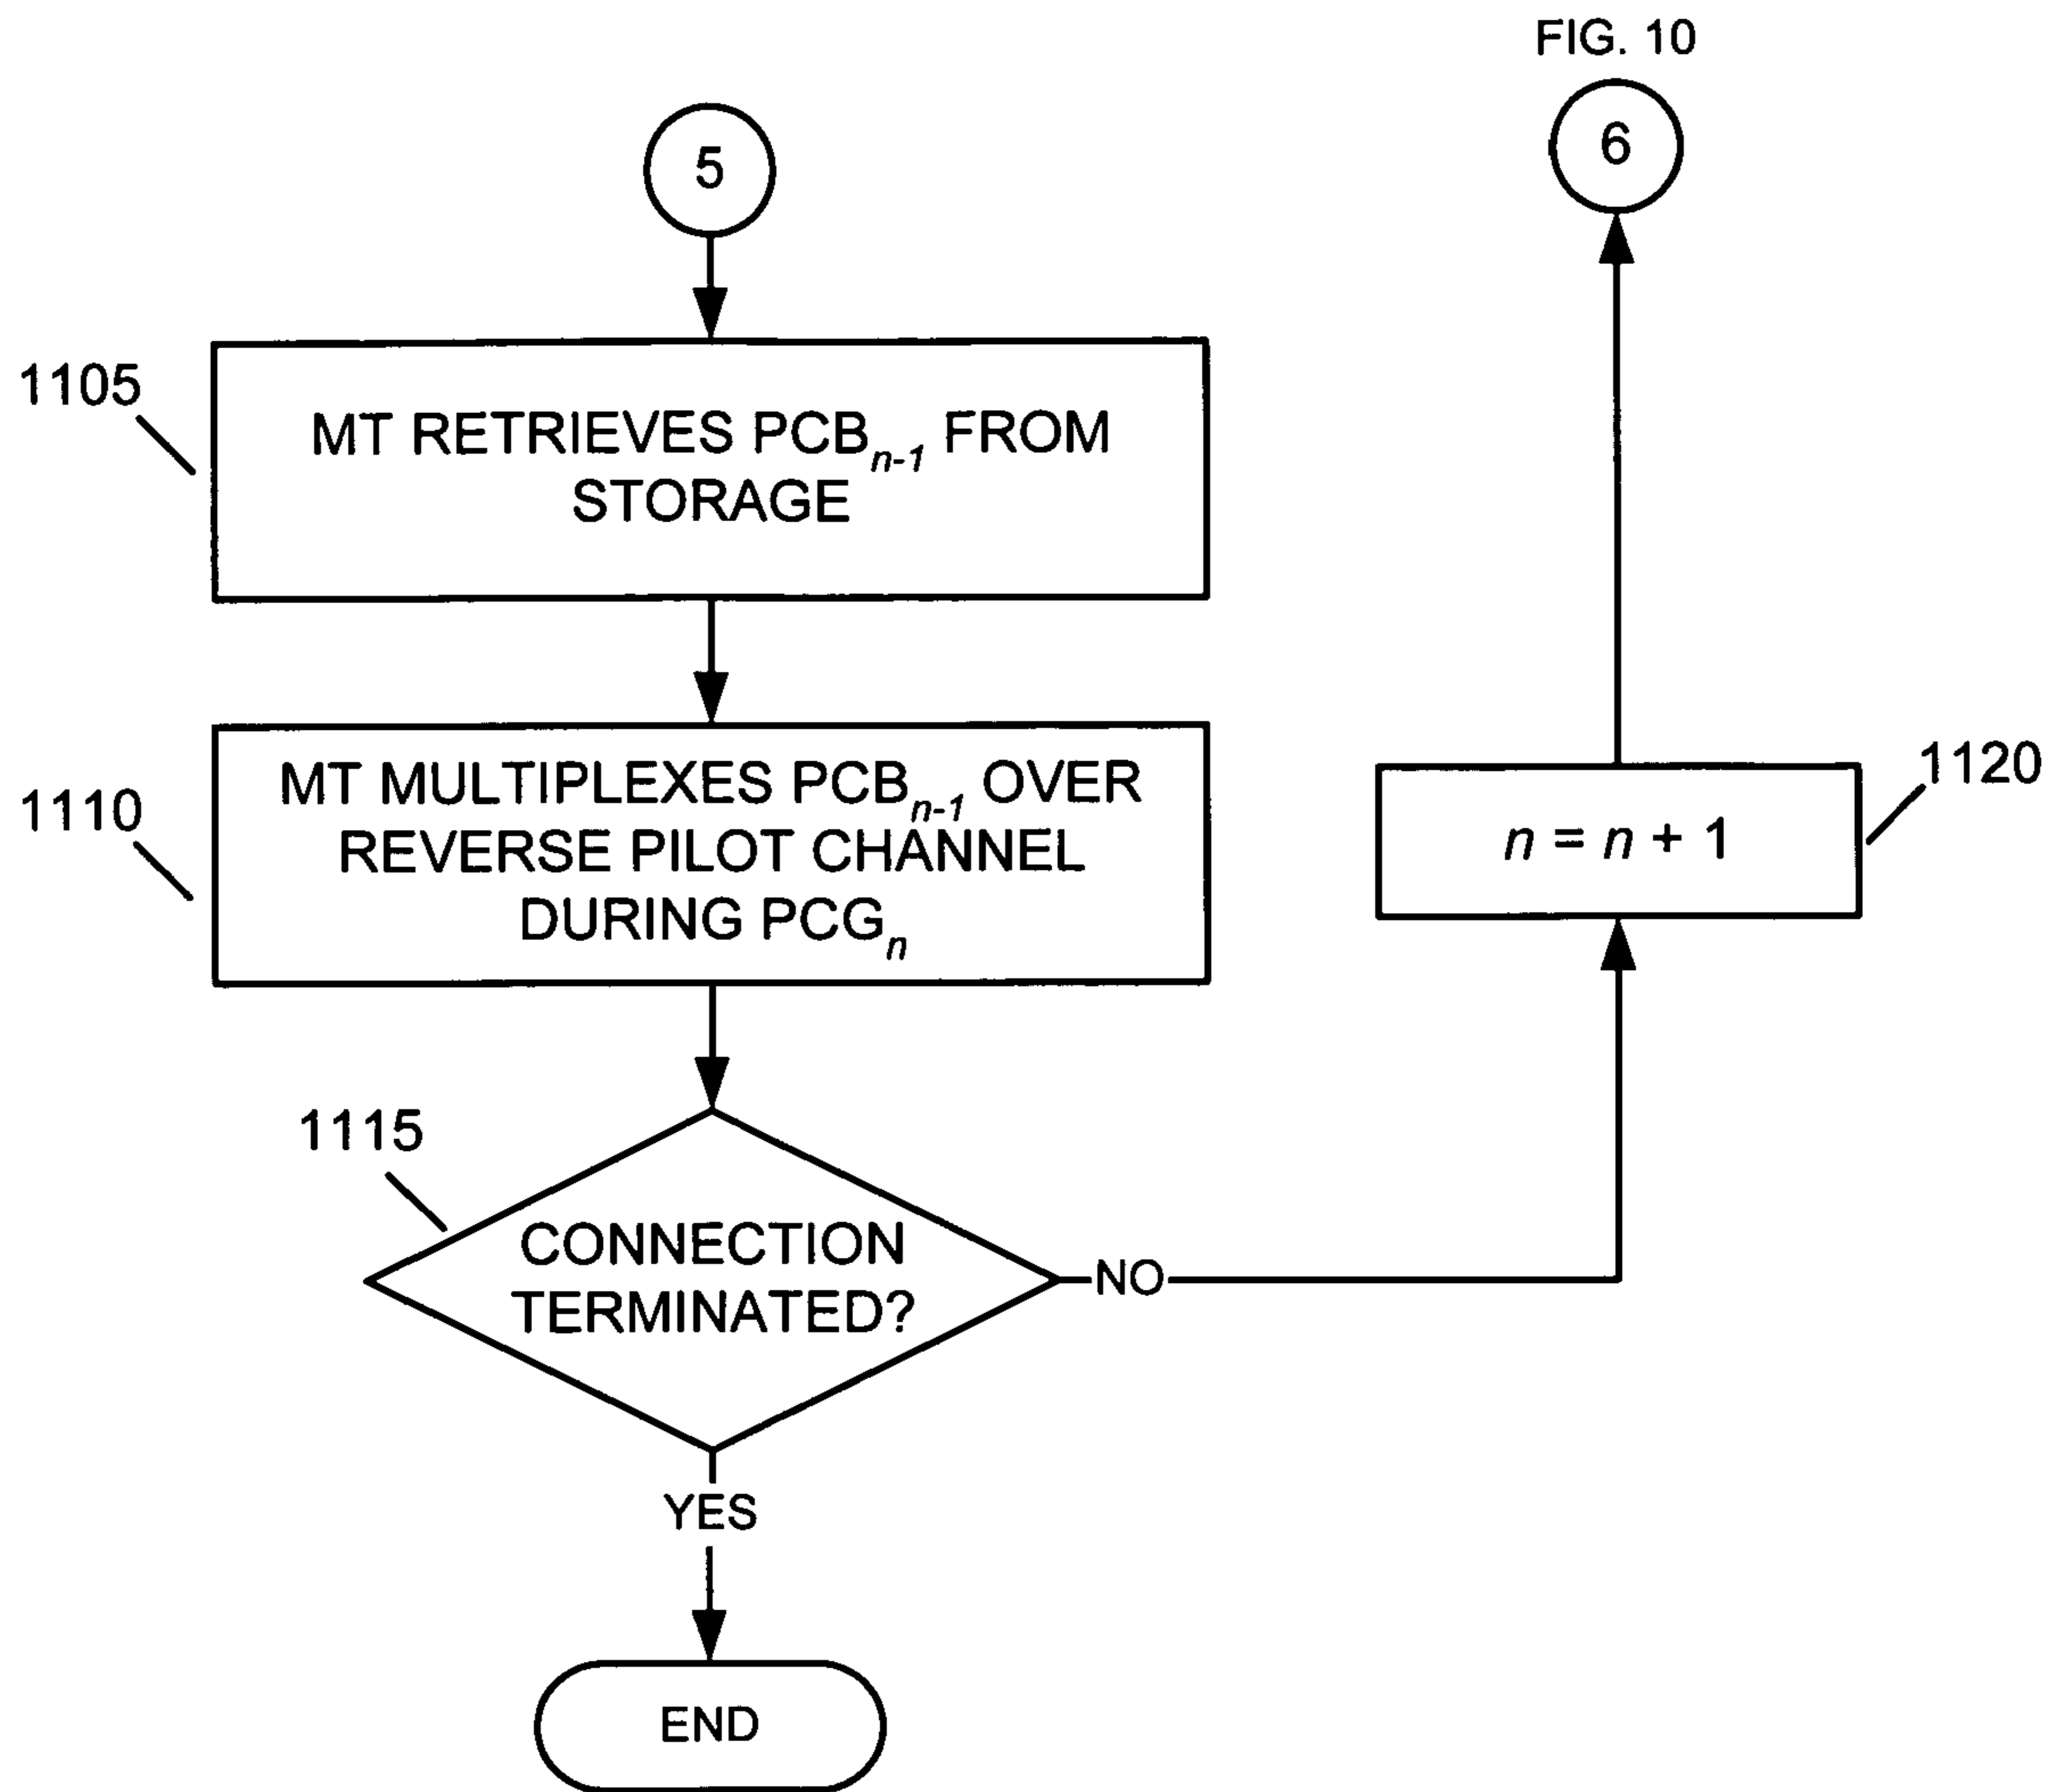 FIG. 10
5
6
1105
MT RETRIEVES PCBn-1 FROM
STORAGE
1110
MT MULTIPLEXES PCBn-1 OVER
REVERSE PILOT CHANNEL
DURING PCGn
1120
n = n + 1
1115
CONNECTION
TERMINATED?
NO
YES
END